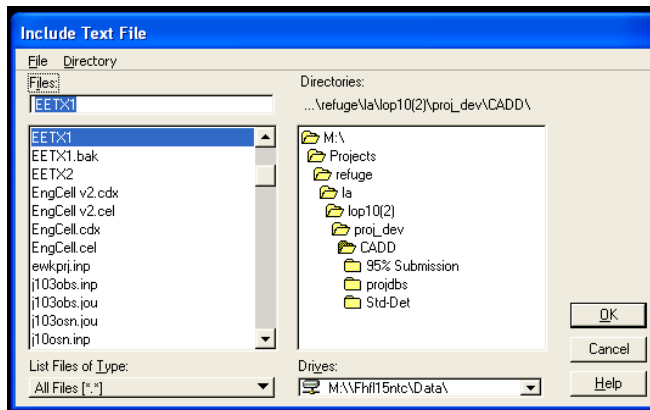 Include Text File
File Directory
Files:
EETX1
EETX1
EETX1.bak
EETX2
EngCell v2.cdx
EngCell v2.cel
EngCell.cdx
EngCell.cel
ewkprj.inp
j103obs.inp
j103obs.jou
j103osn.jou
j10osn.inp
List Files of Type:
All Files [*.*]
Directories:
...\refuge\la\lop10(2)\proj_dev\CADD\
M:\
Projects
refuge
la
lop10(2)
proj_dev
CADD
95% Submission
projdbs
Std-Det
Drives:
M:\\Fhfl15ntc\Data\
OK
Cancel
Help